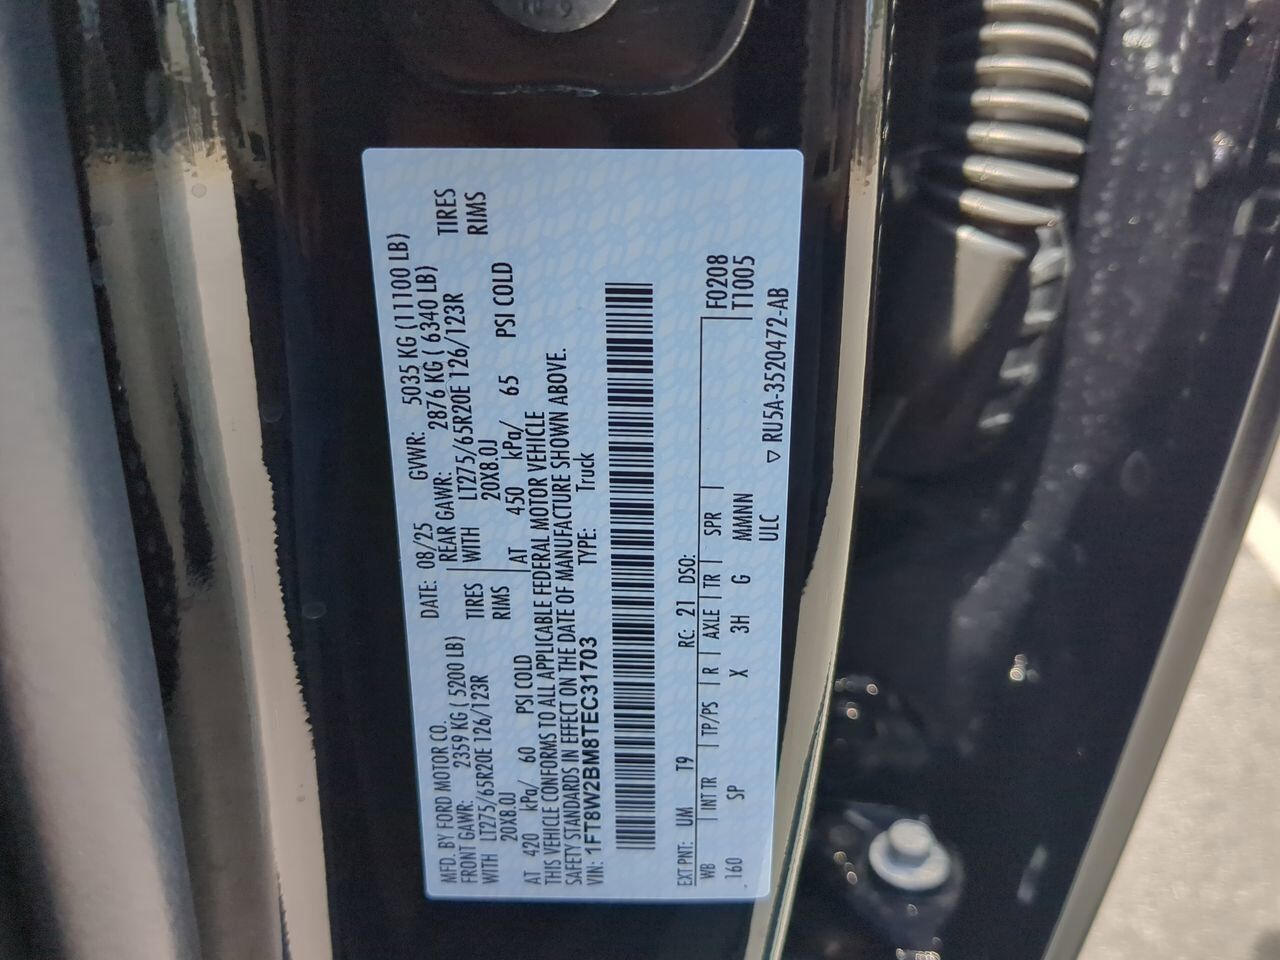 MFD. BY FORD MOTOR CO.
DATE: 08/25 GVWR: 5035 KG (11100 LB)
FRONT GAWR: 2359 KG ( 5200 LB) REAR GAWR: 2876 KG ( 6340 LB)
WITH LT275/65R20E 126/123R TIRES WITH LT275/65R20E 126/123R TIRES
20X8.0J RIMS 20X8.0J RIMS
AT 420 kPa/ 60 PSI COLD AT 450 kPa/ 65 PSI COLD
THIS VEHICLE CONFORMS TO ALL APPLICABLE FEDERAL MOTOR VEHICLE
SAFETY STANDARDS IN EFFECT ON THE DATE OF MANUFACTURE SHOWN ABOVE.
VIN: 1FT8W2BM8TEC31703 TYPE: Truck
EXT PNT: UM T9 RC: 21 DSO:
WB INT TR TP/PS R AXLE TR SPR F0208
160 SP X 3H G MMNN T1005
ULC
▽ RU5A-3520472-AB